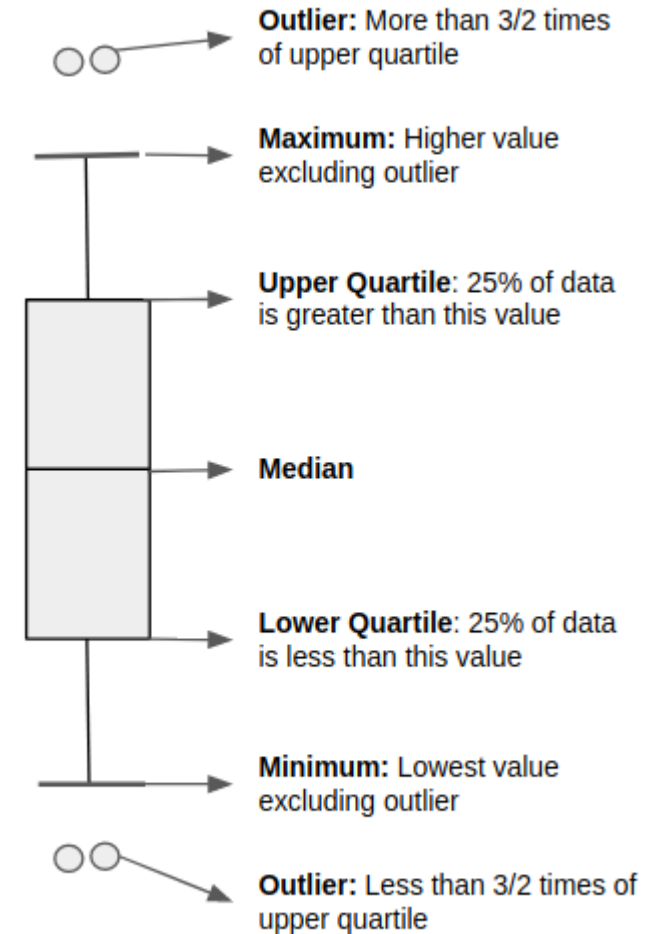 Outlier: More than 3/2 times
of upper quartile
Maximum: Higher value
excluding outlier
Upper Quartile: 25% of data
is greater than this value
Median
Lower Quartile: 25% of data
is less than this value
Minimum: Lowest value
excluding outlier
Outlier: Less than 3/2 times of
upper quartile